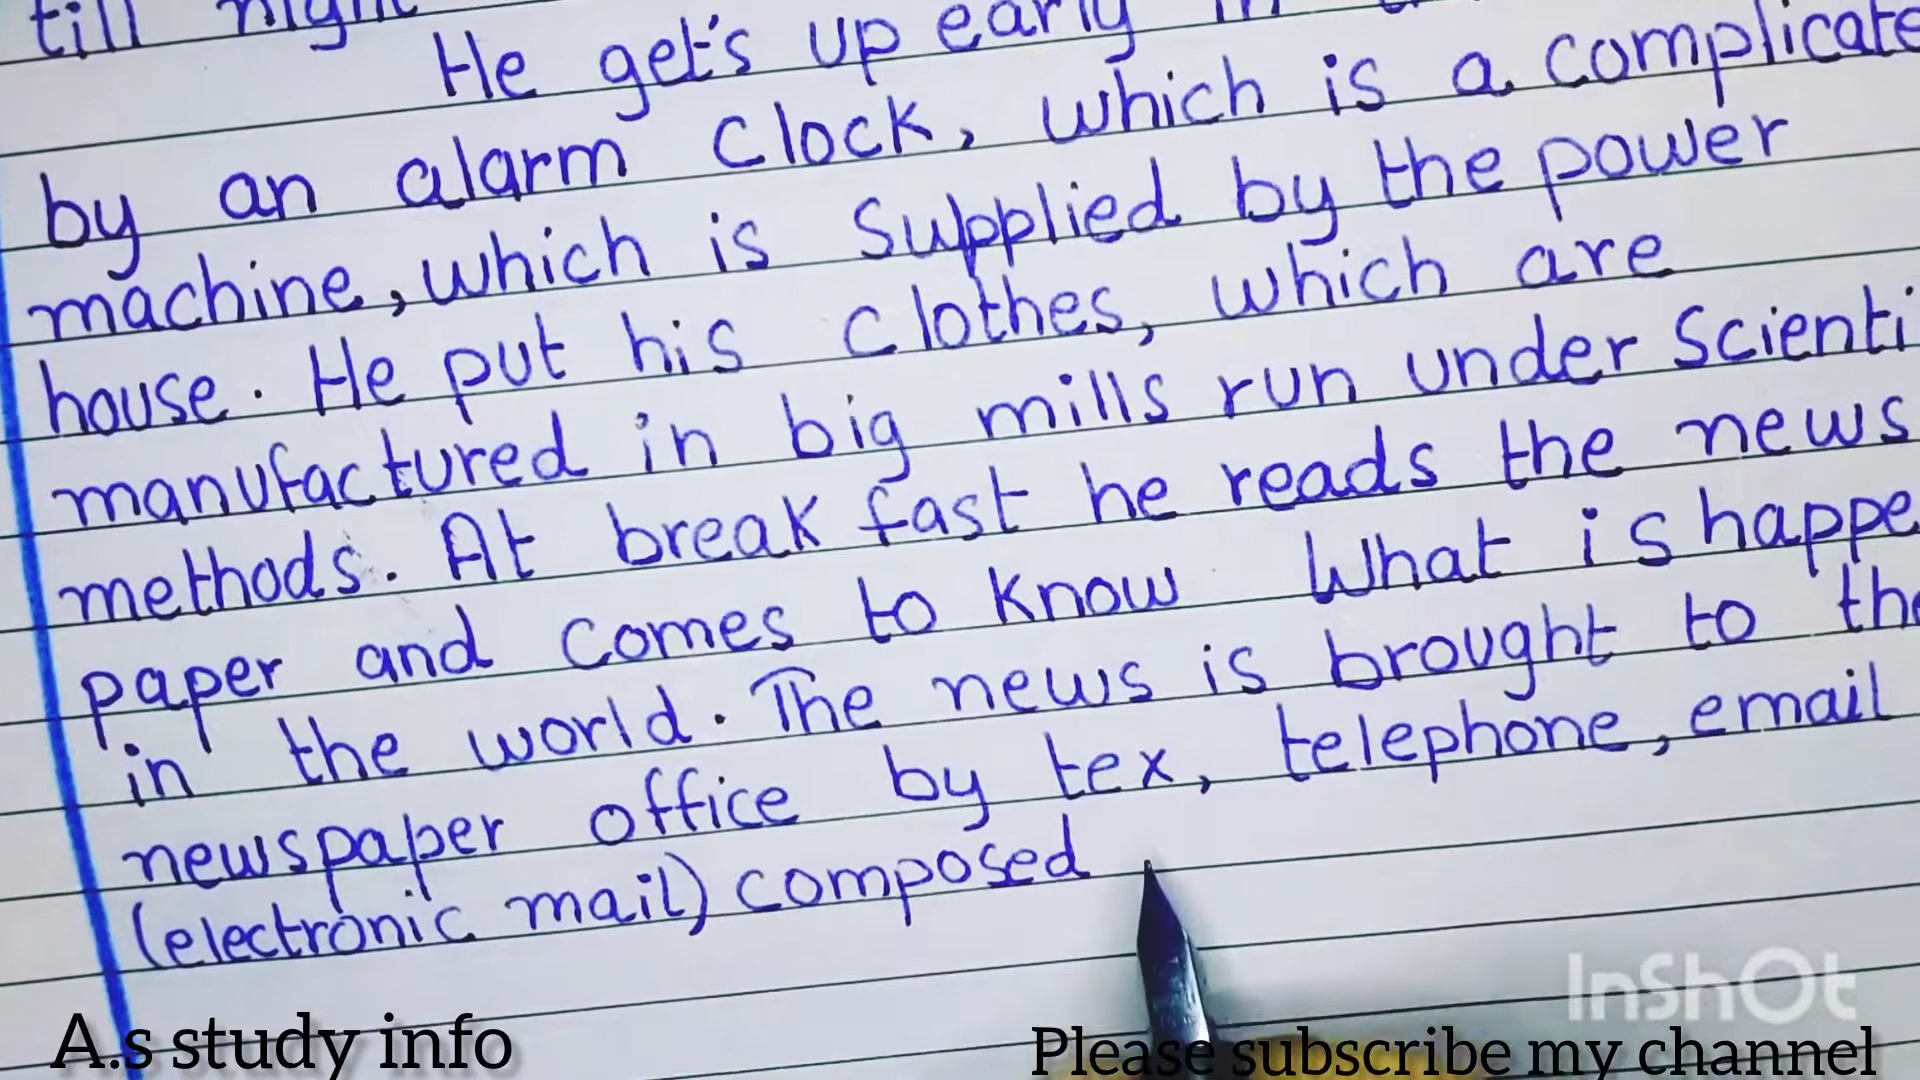 till night
He get's up early in
by an alarm clock, which is a complicate
machine, which is supplied by the power
house. He put his clothes, which are
manufactured in big mills run under Scienti
methods. At break fast he reads the news
paper and comes to know What is happe
in the world. The news is brought to the
newspaper office by tex, telephone, email
(electronic mail) composed
InShOt
A.s study info
Please subscribe my channel